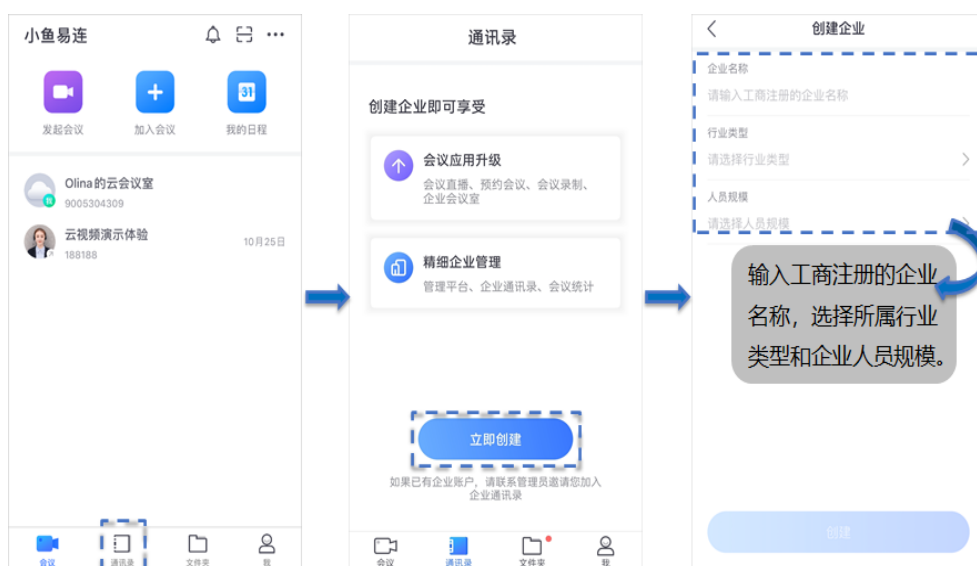 小鱼易连
发起会议
加入会议
31
我的日程
Olina的云会议室
9005304309
云视频演示体验
188188
10月25日
会议
通讯录
文件夹
我
通讯录
创建企业即可享受
会议应用升级
会议直播、预约会议、会议录制、
企业会议室
精细企业管理
管理平台、企业通讯录、会议统计
立即创建
如果已有企业账户，请联系管理员邀请您加入
企业通讯录
会议
通讯录
文件夹
我
创建企业
企业名称
请输入工商注册的企业名称
行业类型
请选择行业类型
人员规模
请选择人员规模
输入工商注册的企业
名称，选择所属行业
类型和企业人员规模。
创建